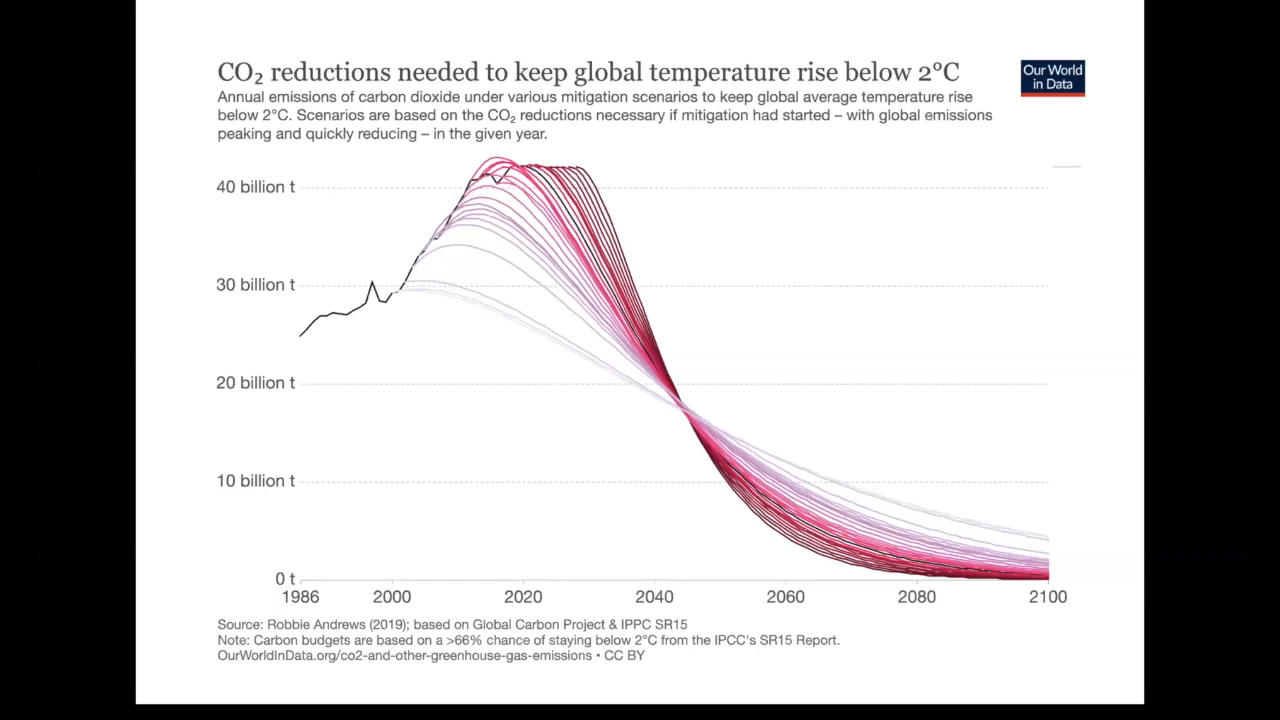 CO₂ reductions needed to keep global temperature rise below 2°C
Our World
in Data
Annual emissions of carbon dioxide under various mitigation scenarios to keep global average temperature rise
below 2°C. Scenarios are based on the CO₂ reductions necessary if mitigation had started – with global emissions
peaking and quickly reducing – in the given year.
40 billion t
30 billion t
20 billion t
10 billion t
0 t
1986 2000 2020 2040 2060 2080 2100
Source: Robbie Andrews (2019); based on Global Carbon Project & IPPC SR15
Note: Carbon budgets are based on a >66% chance of staying below 2°C from the IPCC's SR15 Report.
OurWorldInData.org/co2-and-other-greenhouse-gas-emissions • CC BY